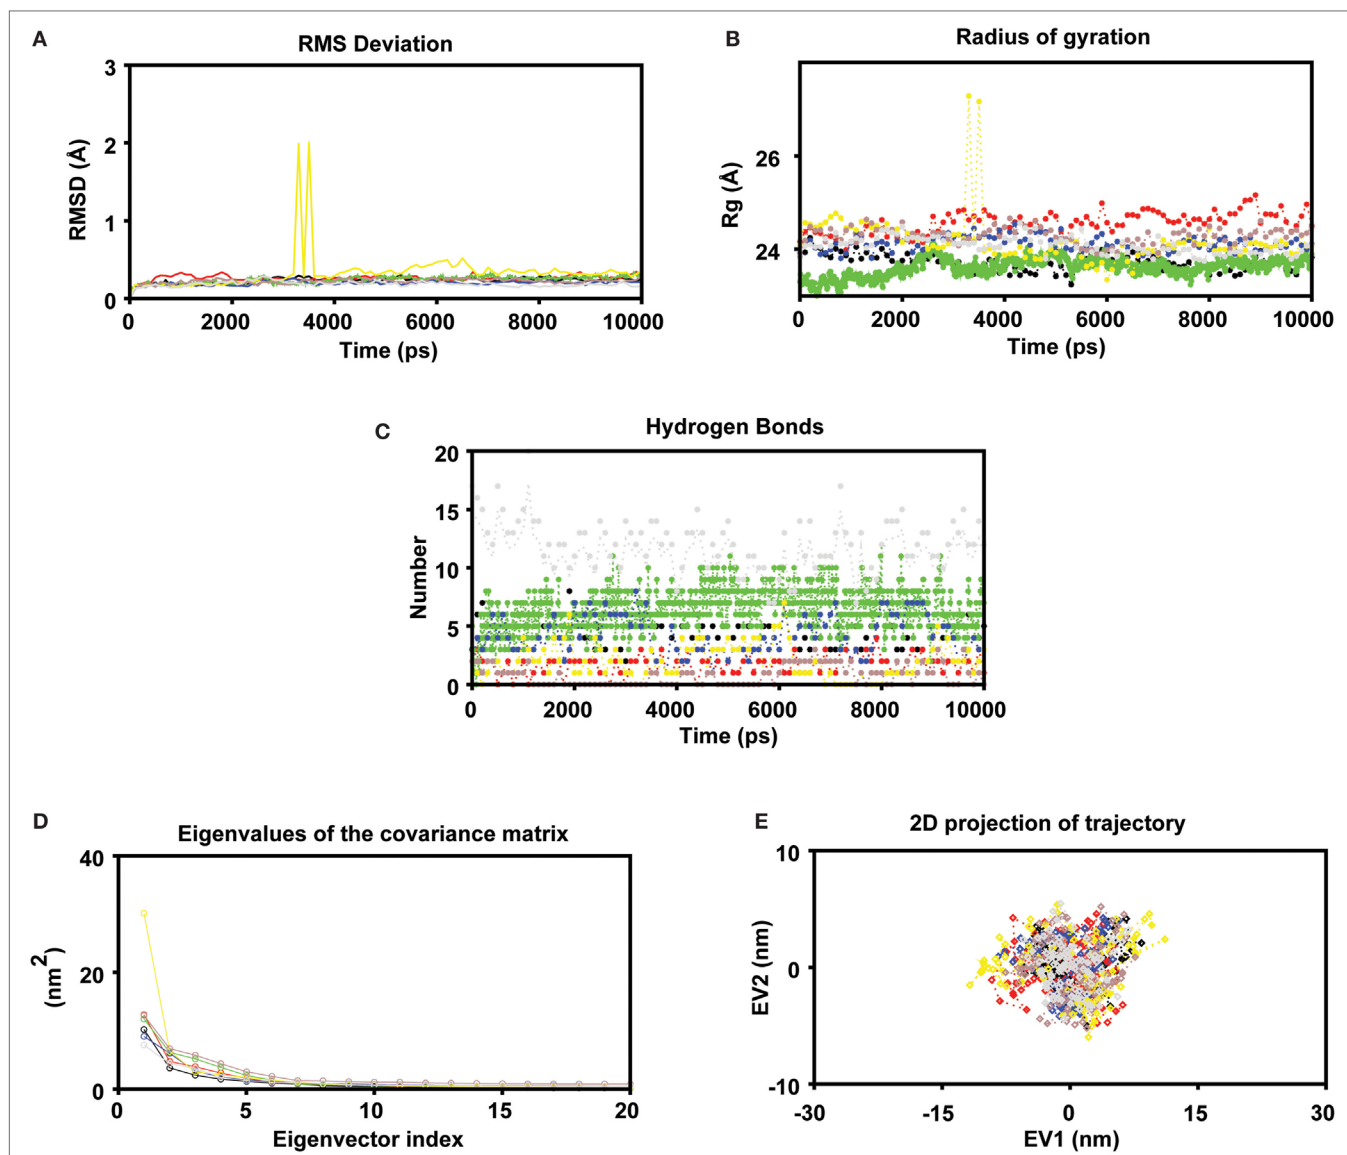 A
RMS Deviation
3
2
1
0
RMSD (Å)
0 2000 4000 6000 8000 10000
Time (ps)
B
Radius of gyration
26
24
Rg (Å)
0 2000 4000 6000 8000 10000
Time (ps)
C
Hydrogen Bonds
20
15
10
5
0
Number
0 2000 4000 6000 8000 10000
Time (ps)
D
Eigenvalues of the covariance matrix
40
20
0
(nm²)
0 5 10 15 20
Eigenvector index
E
2D projection of trajectory
10
0
-10
EV2 (nm)
-30 -15 0 15 30
EV1 (nm)